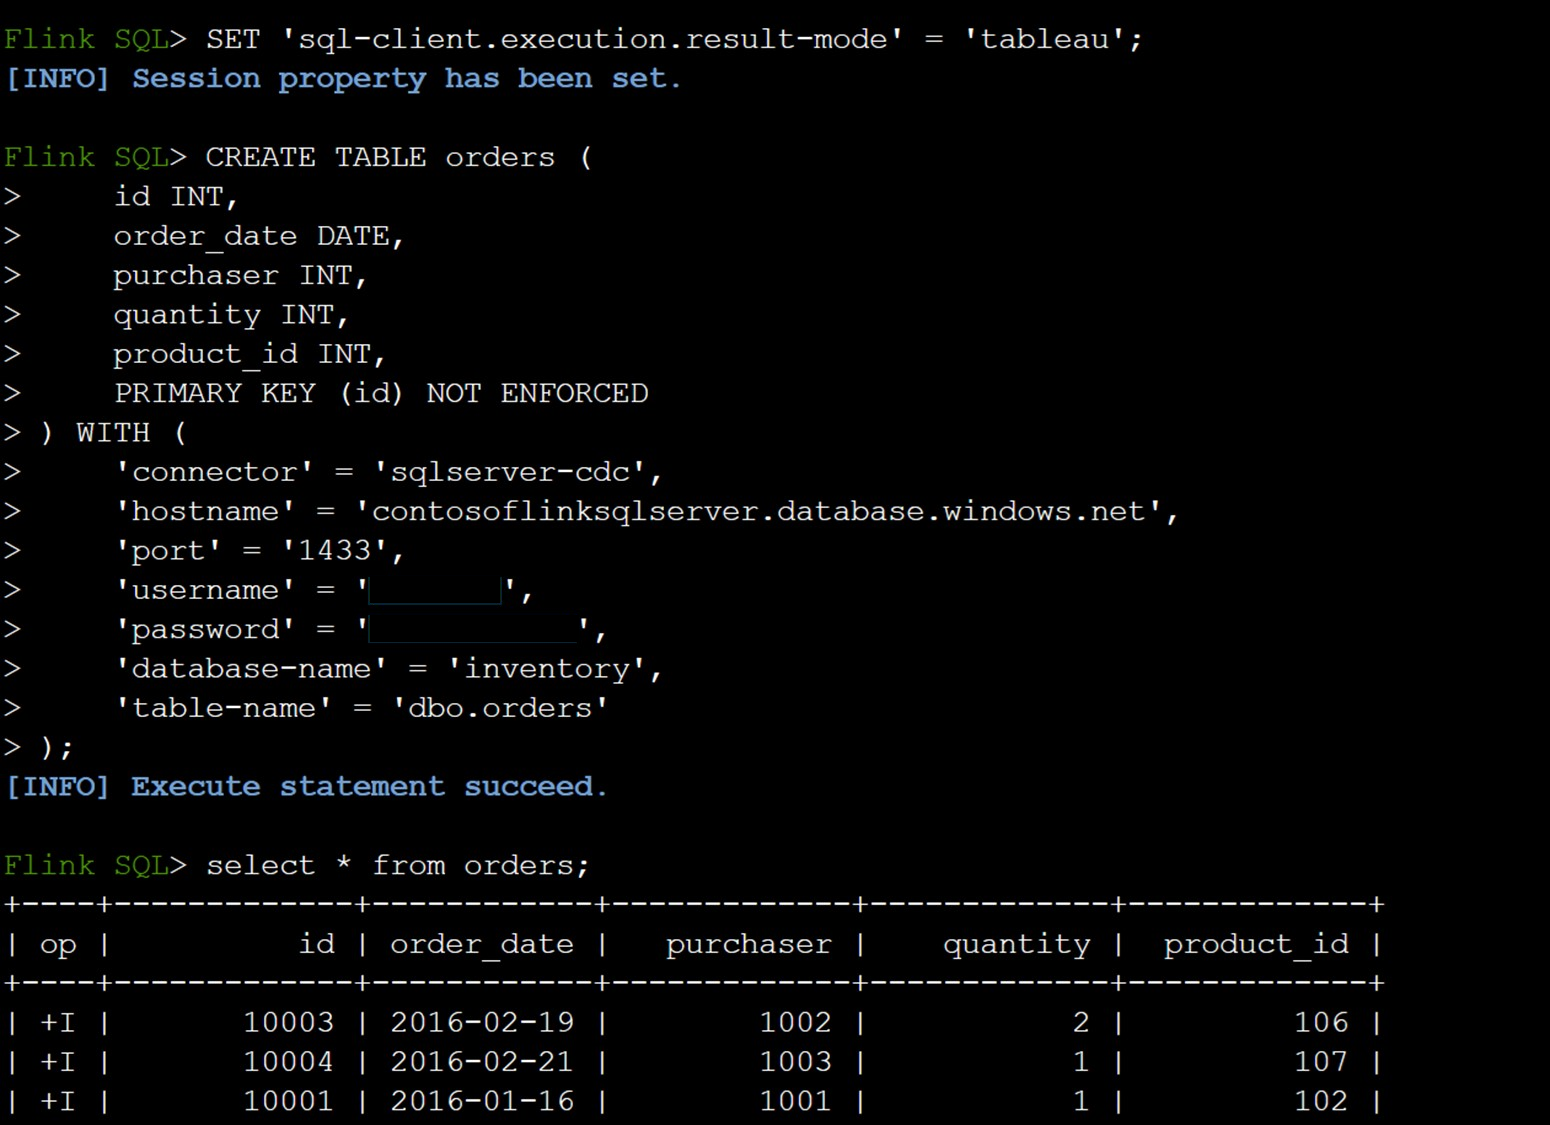 Flink SQL> SET 'sql-client.execution.result-mode' = 'tableau';
[INFO] Session property has been set.

Flink SQL> CREATE TABLE orders (
>     id INT,
>     order_date DATE,
>     purchaser INT,
>     quantity INT,
>     product_id INT,
>     PRIMARY KEY (id) NOT ENFORCED
> ) WITH (
>     'connector' = 'sqlserver-cdc',
>     'hostname' = 'contosoflinksqlserver.database.windows.net',
>     'port' = '1433',
>     'username' = '       ',
>     'password' = '           ',
>     'database-name' = 'inventory',
>     'table-name' = 'dbo.orders'
> );
[INFO] Execute statement succeed.

Flink SQL> select * from orders;
+----+-------------+------------+-------------+-------------+-------------+
| op |          id | order_date |   purchaser |    quantity |  product_id |
+----+-------------+------------+-------------+-------------+-------------+
| +I |       10003 | 2016-02-19 |        1002 |           2 |         106 |
| +I |       10004 | 2016-02-21 |        1003 |           1 |         107 |
| +I |       10001 | 2016-01-16 |        1001 |           1 |         102 |